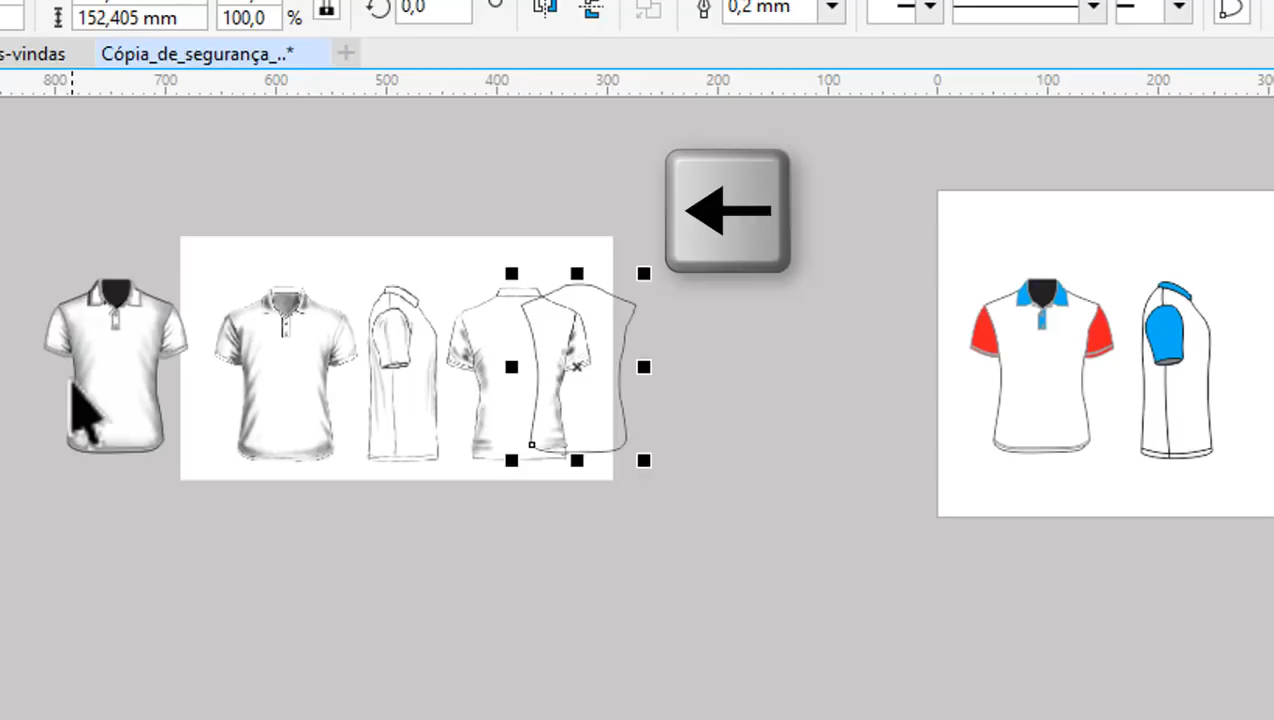 152,405 mm 100,0 % 0,0 0,2 mm
s-vindas Cópia_de_segurança_..*
800 700 600 500 400 300 200 100 0 100 200 300